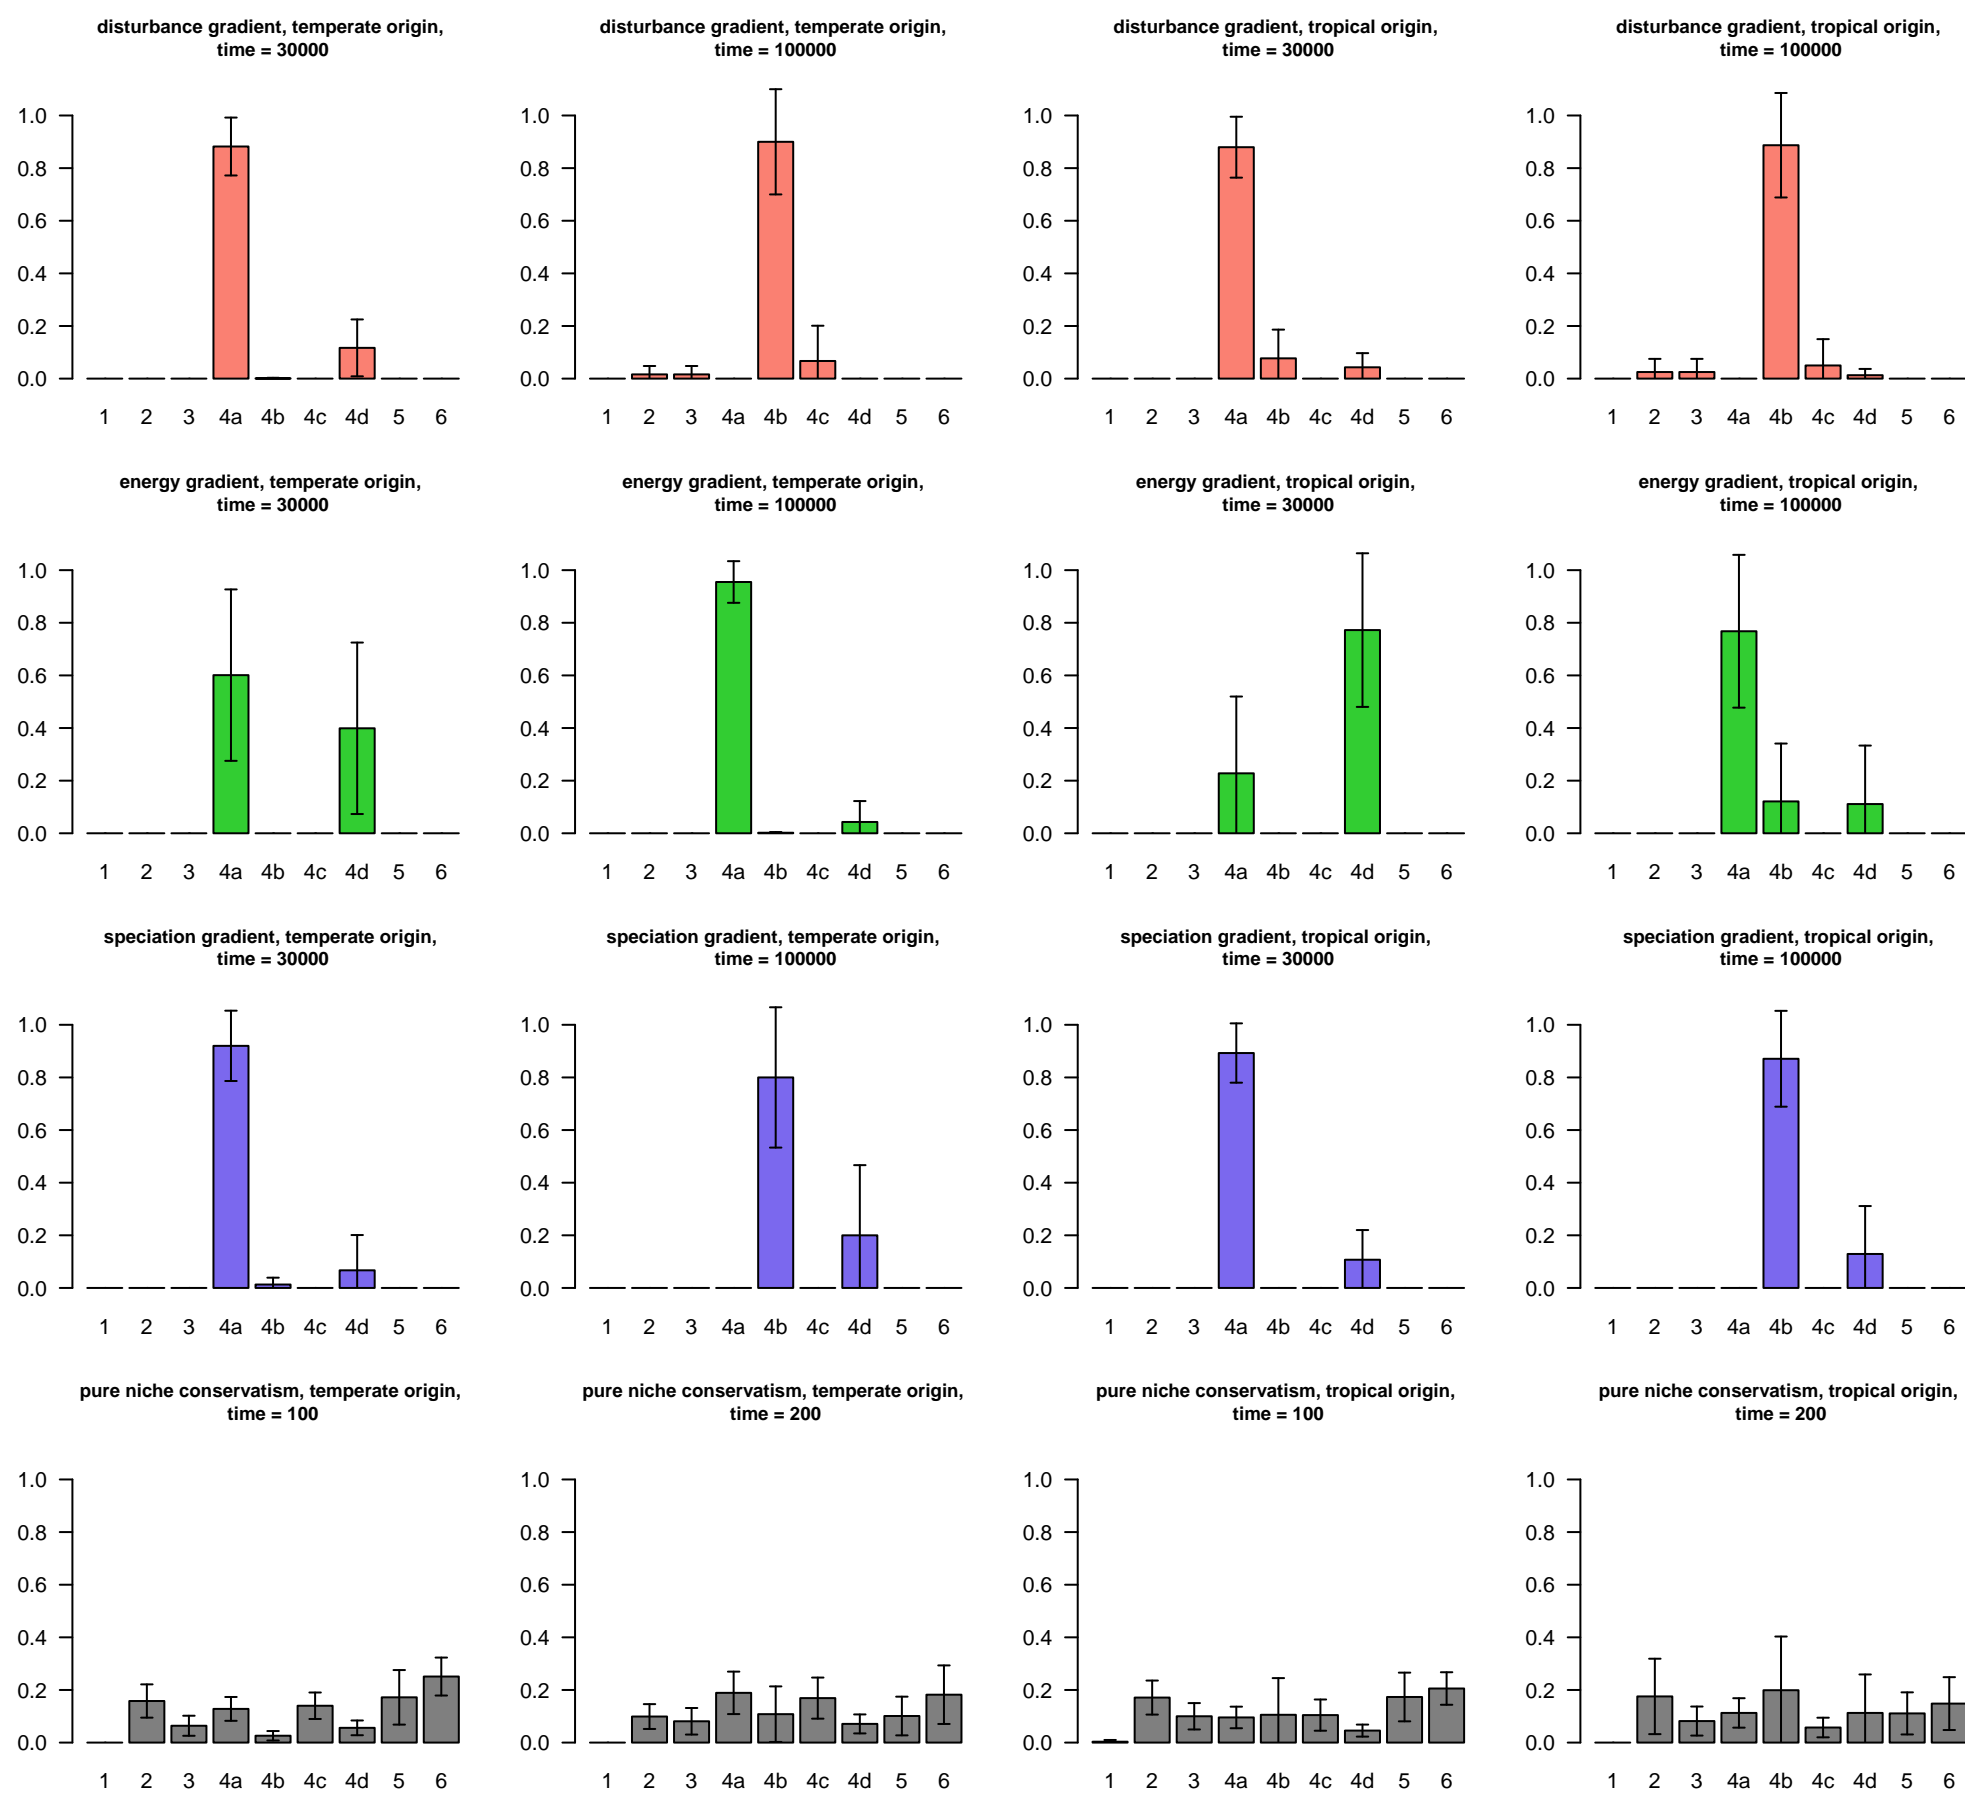 disturbance gradient, temperate origin,
time = 30000
1.0
0.8
0.6
0.4
0.2
0.0
1 2 3 4a 4b 4c 4d 5 6
disturbance gradient, temperate origin,
time = 100000
1.0
0.8
0.6
0.4
0.2
0.0
1 2 3 4a 4b 4c 4d 5 6
disturbance gradient, tropical origin,
time = 30000
1.0
0.8
0.6
0.4
0.2
0.0
1 2 3 4a 4b 4c 4d 5 6
disturbance gradient, tropical origin,
time = 100000
1.0
0.8
0.6
0.4
0.2
0.0
1 2 3 4a 4b 4c 4d 5 6
energy gradient, temperate origin,
time = 30000
1.0
0.8
0.6
0.4
0.2
0.0
1 2 3 4a 4b 4c 4d 5 6
energy gradient, temperate origin,
time = 100000
1.0
0.8
0.6
0.4
0.2
0.0
1 2 3 4a 4b 4c 4d 5 6
energy gradient, tropical origin,
time = 30000
1.0
0.8
0.6
0.4
0.2
0.0
1 2 3 4a 4b 4c 4d 5 6
energy gradient, tropical origin,
time = 100000
1.0
0.8
0.6
0.4
0.2
0.0
1 2 3 4a 4b 4c 4d 5 6
speciation gradient, temperate origin,
time = 30000
1.0
0.8
0.6
0.4
0.2
0.0
1 2 3 4a 4b 4c 4d 5 6
speciation gradient, temperate origin,
time = 100000
1.0
0.8
0.6
0.4
0.2
0.0
1 2 3 4a 4b 4c 4d 5 6
speciation gradient, tropical origin,
time = 30000
1.0
0.8
0.6
0.4
0.2
0.0
1 2 3 4a 4b 4c 4d 5 6
speciation gradient, tropical origin,
time = 100000
1.0
0.8
0.6
0.4
0.2
0.0
1 2 3 4a 4b 4c 4d 5 6
pure niche conservatism, temperate origin,
time = 100
1.0
0.8
0.6
0.4
0.2
0.0
1 2 3 4a 4b 4c 4d 5 6
pure niche conservatism, temperate origin,
time = 200
1.0
0.8
0.6
0.4
0.2
0.0
1 2 3 4a 4b 4c 4d 5 6
pure niche conservatism, tropical origin,
time = 100
1.0
0.8
0.6
0.4
0.2
0.0
1 2 3 4a 4b 4c 4d 5 6
pure niche conservatism, tropical origin,
time = 200
1.0
0.8
0.6
0.4
0.2
0.0
1 2 3 4a 4b 4c 4d 5 6